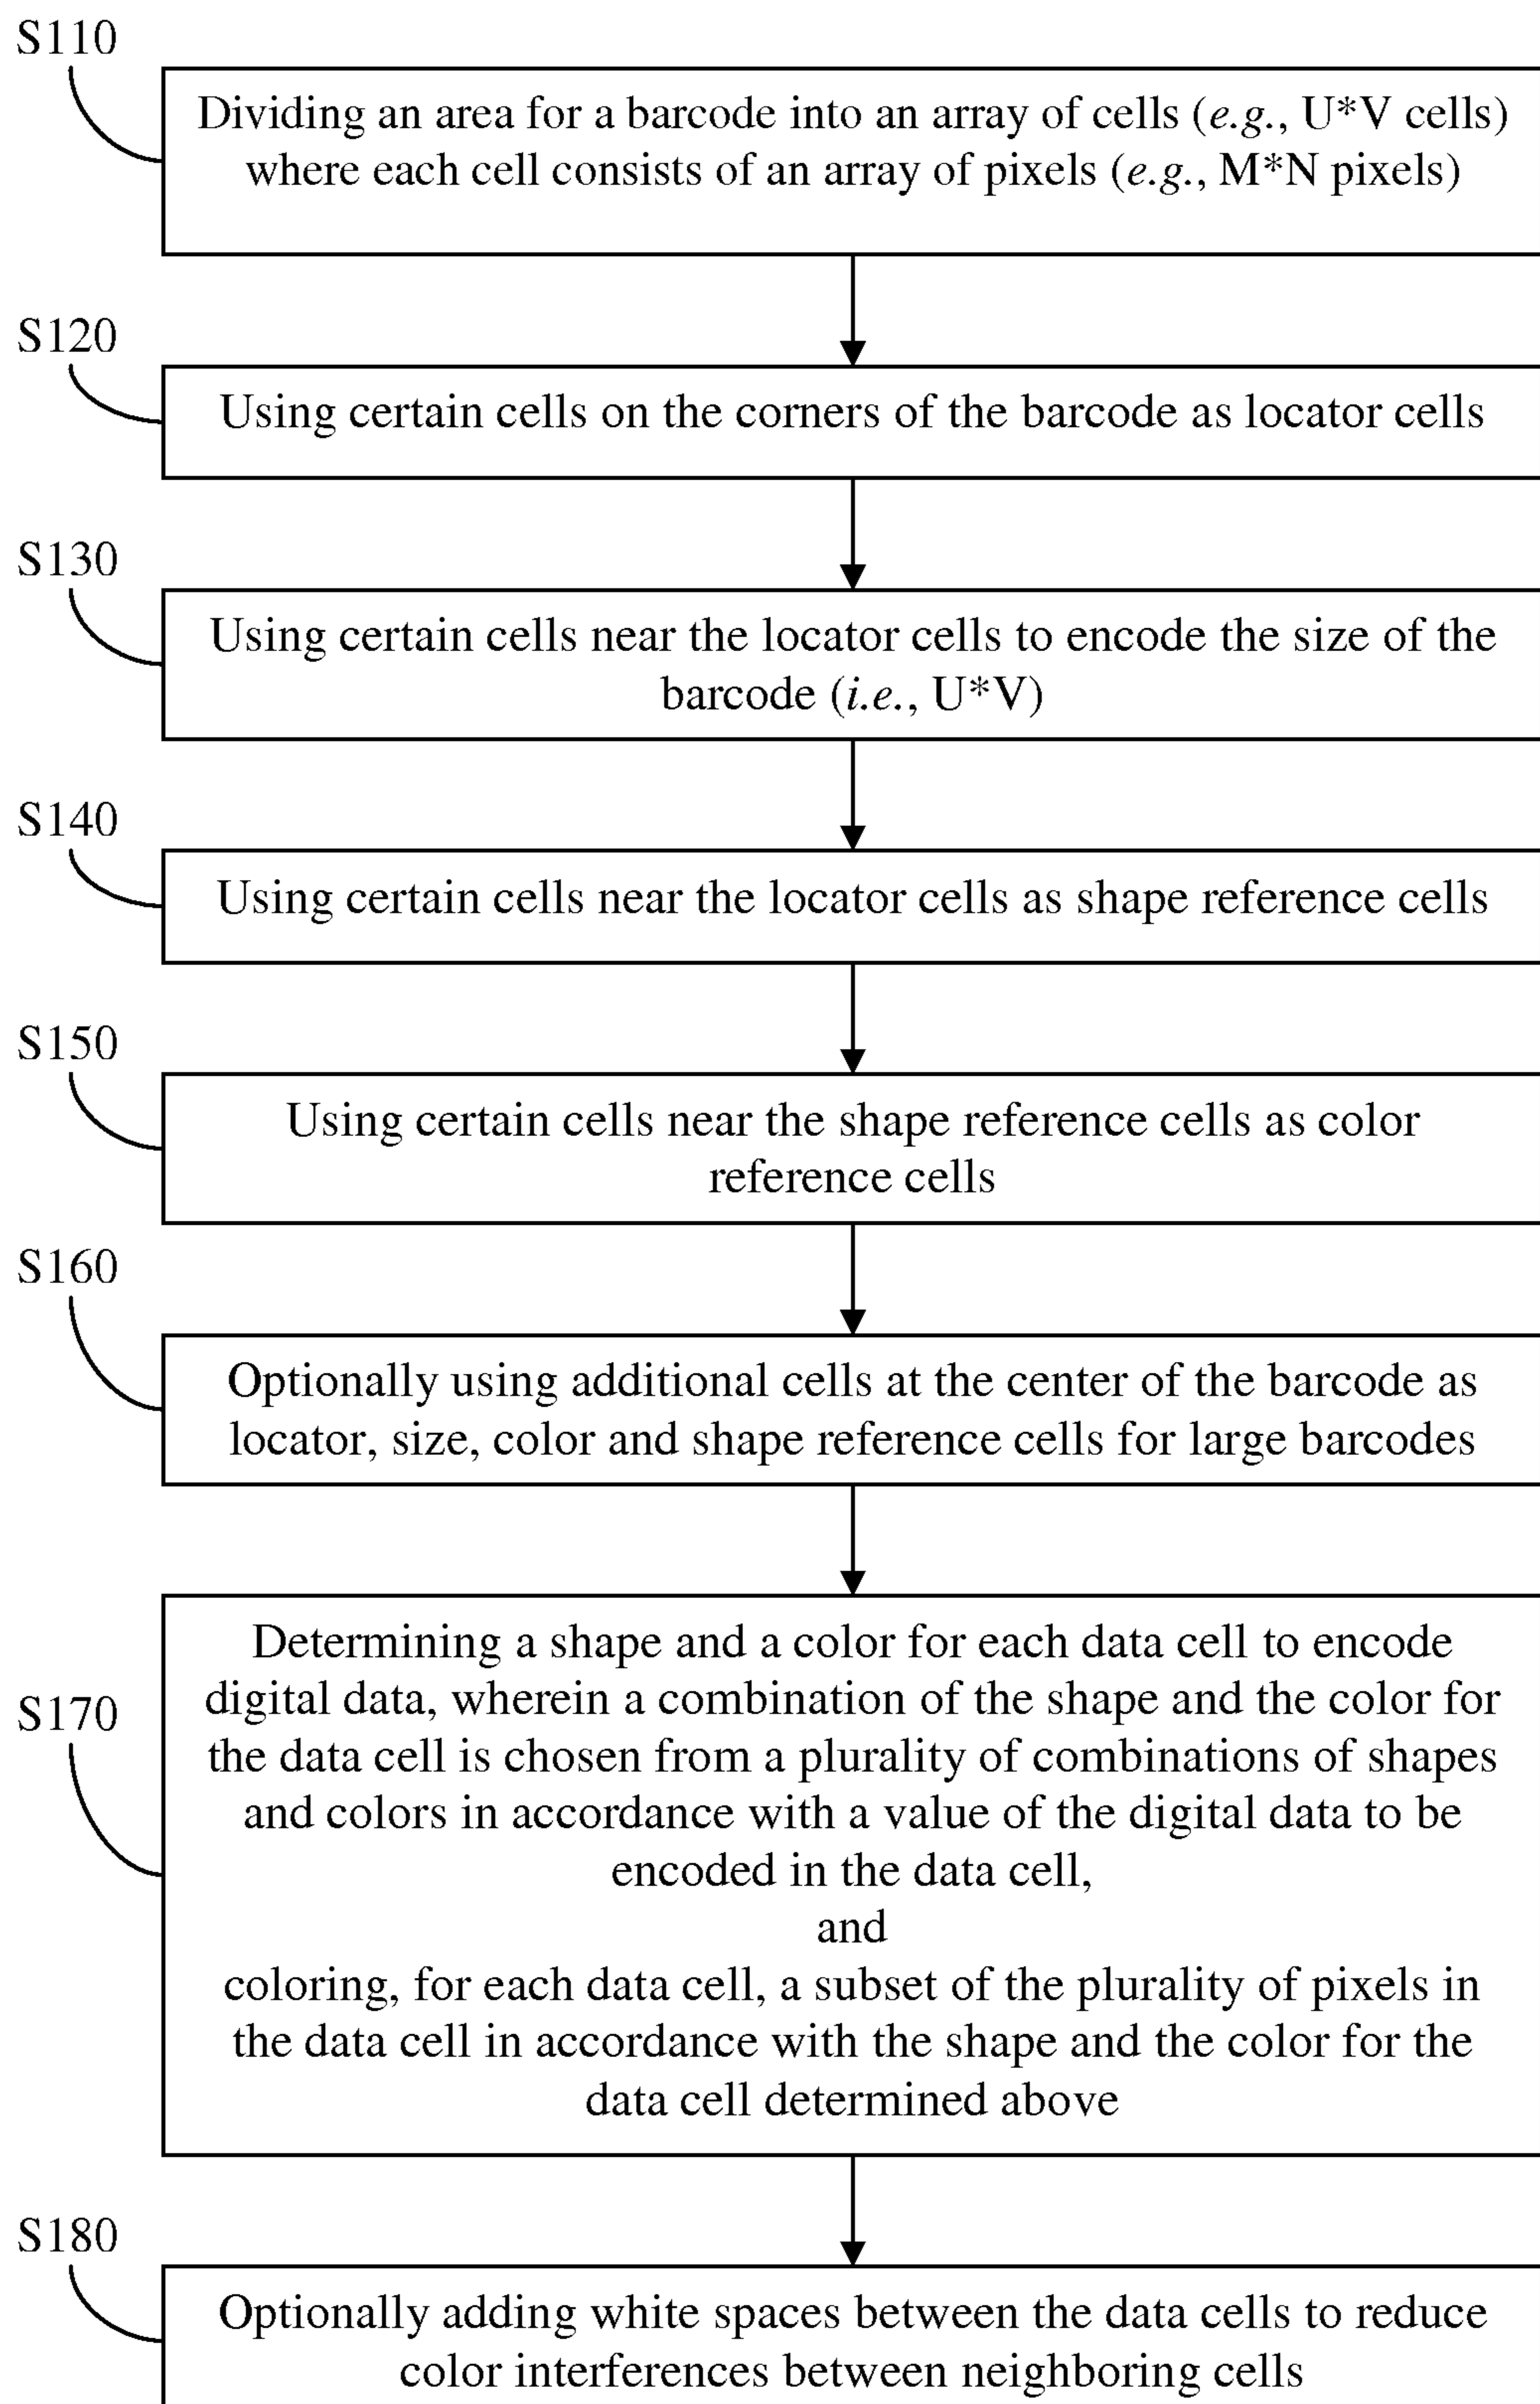 S110
Dividing an area for a barcode into an array of cells (e.g., U*V cells)
where each cell consists of an array of pixels (e.g., M*N pixels)
S120
Using certain cells on the corners of the barcode as locator cells
S130
Using certain cells near the locator cells to encode the size of the
barcode (i.e., U*V)
S140
Using certain cells near the locator cells as shape reference cells
S150
Using certain cells near the shape reference cells as color
reference cells
S160
Optionally using additional cells at the center of the barcode as
locator, size, color and shape reference cells for large barcodes
S170
Determining a shape and a color for each data cell to encode
digital data, wherein a combination of the shape and the color for
the data cell is chosen from a plurality of combinations of shapes
and colors in accordance with a value of the digital data to be
encoded in the data cell,
and
coloring, for each data cell, a subset of the plurality of pixels in
the data cell in accordance with the shape and the color for the
data cell determined above
S180
Optionally adding white spaces between the data cells to reduce
color interferences between neighboring cells